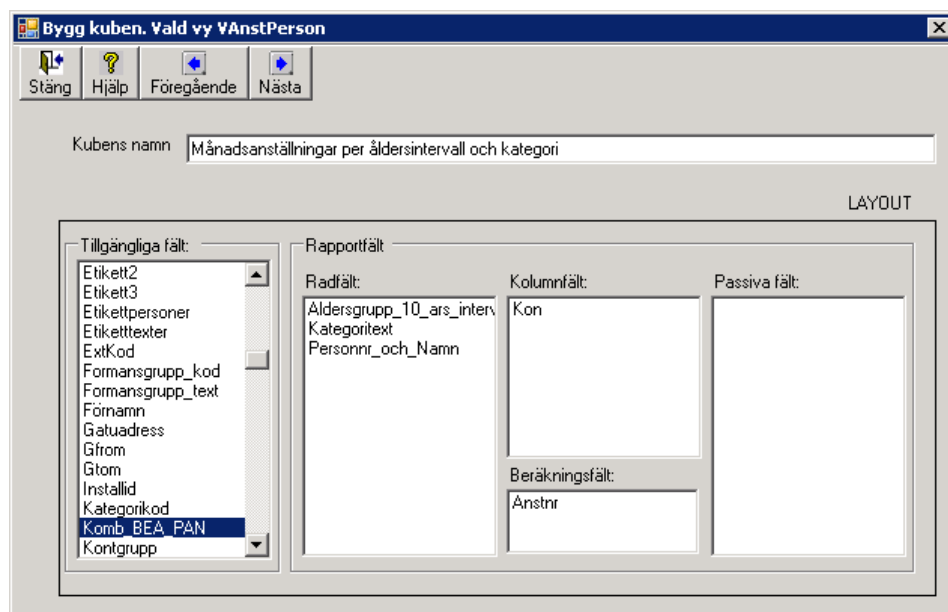 Bygg kuben. Vald vy VAnstPerson
Stäng Hjälp Föregående Nästa
Kubens namn Månadsanställningar per åldersintervall och kategori
LAYOUT
Tillgängliga fält:
Etikett2
Etikett3
Etikettpersoner
Etiketttexter
ExtKod
Formansgrupp_kod
Formansgrupp_text
Förnamn
Gatuadress
Gfrom
Gtom
Installid
Kategorikod
Komb_BEA_PAN
Kontgrupp
Rapportfält
Radfält:
Aldersgrupp_10_ars_interv
Kategoritext
Personnr_och_Namn
Kolumnfält:
Kon
Beräkningsfält:
Anstnr
Passiva fält: